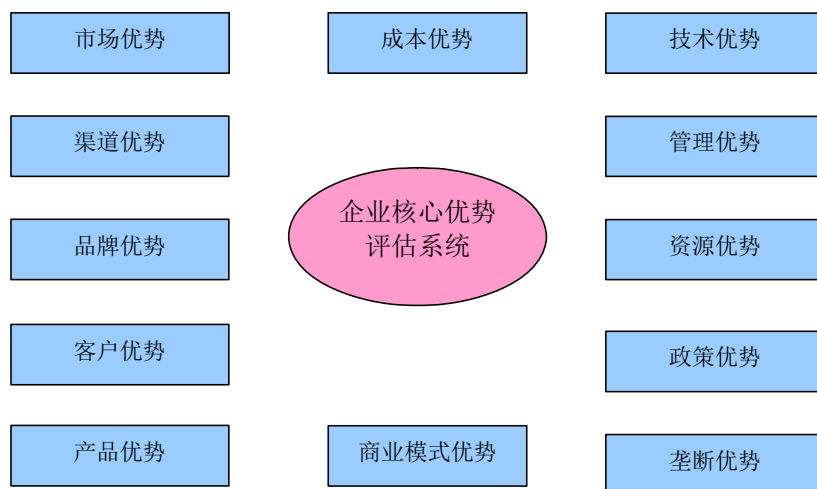 市场优势
成本优势
技术优势
渠道优势
管理优势
企业核心优势
评估系统
品牌优势
资源优势
客户优势
政策优势
产品优势
商业模式优势
垄断优势